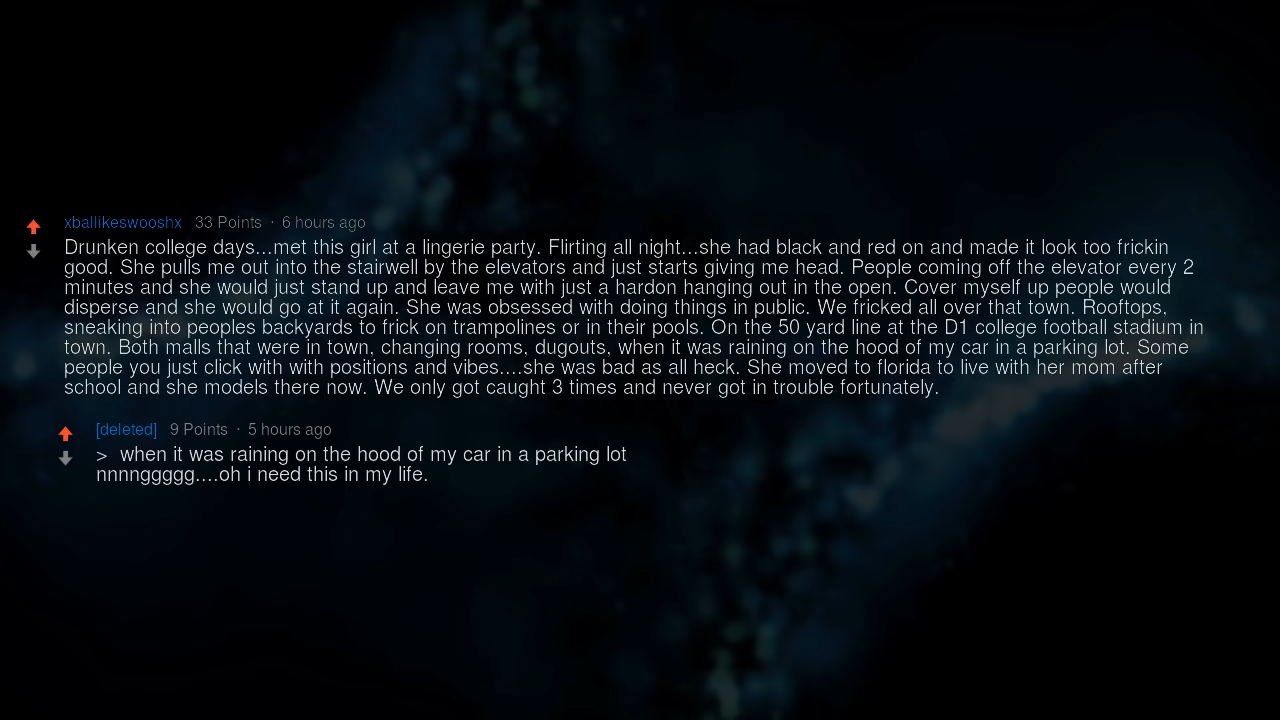 xballikeswooshx 33 Points · 6 hours ago
Drunken college days...met this girl at a lingerie party. Flirting all night...she had black and red on and made it look too frickin
good. She pulls me out into the stairwell by the elevators and just starts giving me head. People coming off the elevator every 2
minutes and she would just stand up and leave me with just a hardon hanging out in the open. Cover myself up people would
disperse and she would go at it again. She was obsessed with doing things in public. We fricked all over that town. Rooftops,
sneaking into peoples backyards to frick on trampolines or in their pools. On the 50 yard line at the D1 college football stadium in
town. Both malls that were in town, changing rooms, dugouts, when it was raining on the hood of my car in a parking lot. Some
people you just click with with positions and vibes....she was bad as all heck. She moved to florida to live with her mom after
school and she models there now. We only got caught 3 times and never got in trouble fortunately.
[deleted] 9 Points · 5 hours ago
> when it was raining on the hood of my car in a parking lot
nnnnggggg....oh i need this in my life.